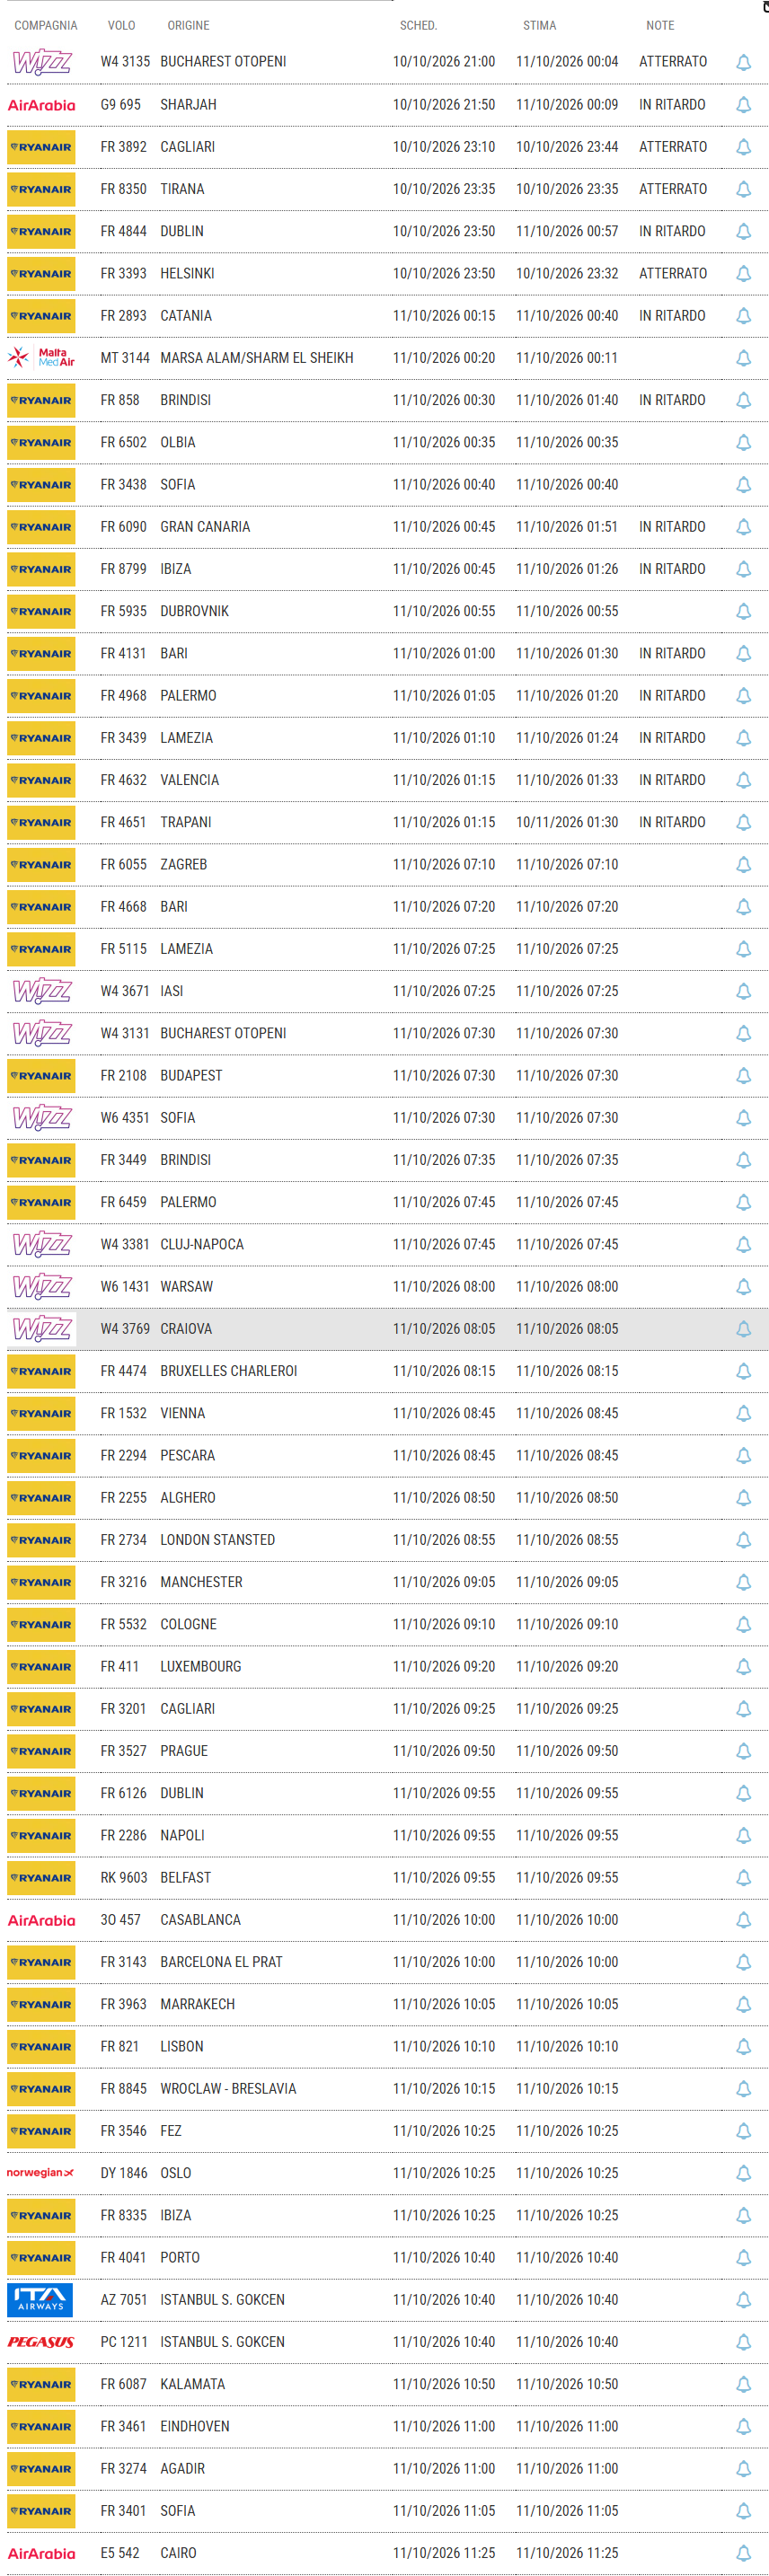 COMPAGNIA VOLO ORIGINE SCHED. STIMA NOTE
WIZZ W4 3135 BUCHAREST OTOPENI 10/10/2026 21:00 11/10/2026 00:04 ATTERRATO
AirArabia G9 695 SHARJAH 10/10/2026 21:50 11/10/2026 00:09 IN RITARDO
RYANAIR FR 3892 CAGLIARI 10/10/2026 23:10 10/10/2026 23:44 ATTERRATO
RYANAIR FR 8350 TIRANA 10/10/2026 23:35 10/10/2026 23:35 ATTERRATO
RYANAIR FR 4844 DUBLIN 10/10/2026 23:50 11/10/2026 00:57 IN RITARDO
RYANAIR FR 3393 HELSINKI 10/10/2026 23:50 10/10/2026 23:32 ATTERRATO
RYANAIR FR 2893 CATANIA 11/10/2026 00:15 11/10/2026 00:40 IN RITARDO
Malta MedAir MT 3144 MARSA ALAM/SHARM EL SHEIKH 11/10/2026 00:20 11/10/2026 00:11
RYANAIR FR 858 BRINDISI 11/10/2026 00:30 11/10/2026 01:40 IN RITARDO
RYANAIR FR 6502 OLBIA 11/10/2026 00:35 11/10/2026 00:35
RYANAIR FR 3438 SOFIA 11/10/2026 00:40 11/10/2026 00:40
RYANAIR FR 6090 GRAN CANARIA 11/10/2026 00:45 11/10/2026 01:51 IN RITARDO
RYANAIR FR 8799 IBIZA 11/10/2026 00:45 11/10/2026 01:26 IN RITARDO
RYANAIR FR 5935 DUBROVNIK 11/10/2026 00:55 11/10/2026 00:55
RYANAIR FR 4131 BARI 11/10/2026 01:00 11/10/2026 01:30 IN RITARDO
RYANAIR FR 4968 PALERMO 11/10/2026 01:05 11/10/2026 01:20 IN RITARDO
RYANAIR FR 3439 LAMEZIA 11/10/2026 01:10 11/10/2026 01:24 IN RITARDO
RYANAIR FR 4632 VALENCIA 11/10/2026 01:15 11/10/2026 01:33 IN RITARDO
RYANAIR FR 4651 TRAPANI 11/10/2026 01:15 10/11/2026 01:30 IN RITARDO
RYANAIR FR 6055 ZAGREB 11/10/2026 07:10 11/10/2026 07:10
RYANAIR FR 4668 BARI 11/10/2026 07:20 11/10/2026 07:20
RYANAIR FR 5115 LAMEZIA 11/10/2026 07:25 11/10/2026 07:25
WIZZ W4 3671 IASI 11/10/2026 07:25 11/10/2026 07:25
WIZZ W4 3131 BUCHAREST OTOPENI 11/10/2026 07:30 11/10/2026 07:30
RYANAIR FR 2108 BUDAPEST 11/10/2026 07:30 11/10/2026 07:30
WIZZ W6 4351 SOFIA 11/10/2026 07:30 11/10/2026 07:30
RYANAIR FR 3449 BRINDISI 11/10/2026 07:35 11/10/2026 07:35
RYANAIR FR 6459 PALERMO 11/10/2026 07:45 11/10/2026 07:45
WIZZ W4 3381 CLUJ-NAPOCA 11/10/2026 07:45 11/10/2026 07:45
WIZZ W6 1431 WARSAW 11/10/2026 08:00 11/10/2026 08:00
WIZZ W4 3769 CRAIOVA 11/10/2026 08:05 11/10/2026 08:05
RYANAIR FR 4474 BRUXELLES CHARLEROI 11/10/2026 08:15 11/10/2026 08:15
RYANAIR FR 1532 VIENNA 11/10/2026 08:45 11/10/2026 08:45
RYANAIR FR 2294 PESCARA 11/10/2026 08:45 11/10/2026 08:45
RYANAIR FR 2255 ALGHERO 11/10/2026 08:50 11/10/2026 08:50
RYANAIR FR 2734 LONDON STANSTED 11/10/2026 08:55 11/10/2026 08:55
RYANAIR FR 3216 MANCHESTER 11/10/2026 09:05 11/10/2026 09:05
RYANAIR FR 5532 COLOGNE 11/10/2026 09:10 11/10/2026 09:10
RYANAIR FR 411 LUXEMBOURG 11/10/2026 09:20 11/10/2026 09:20
RYANAIR FR 3201 CAGLIARI 11/10/2026 09:25 11/10/2026 09:25
RYANAIR FR 3527 PRAGUE 11/10/2026 09:50 11/10/2026 09:50
RYANAIR FR 6126 DUBLIN 11/10/2026 09:55 11/10/2026 09:55
RYANAIR FR 2286 NAPOLI 11/10/2026 09:55 11/10/2026 09:55
RYANAIR RK 9603 BELFAST 11/10/2026 09:55 11/10/2026 09:55
AirArabia 3O 457 CASABLANCA 11/10/2026 10:00 11/10/2026 10:00
RYANAIR FR 3143 BARCELONA EL PRAT 11/10/2026 10:00 11/10/2026 10:00
RYANAIR FR 3963 MARRAKECH 11/10/2026 10:05 11/10/2026 10:05
RYANAIR FR 821 LISBON 11/10/2026 10:10 11/10/2026 10:10
RYANAIR FR 8845 WROCLAW - BRESLAVIA 11/10/2026 10:15 11/10/2026 10:15
RYANAIR FR 3546 FEZ 11/10/2026 10:25 11/10/2026 10:25
norwegian DY 1846 OSLO 11/10/2026 10:25 11/10/2026 10:25
RYANAIR FR 8335 IBIZA 11/10/2026 10:25 11/10/2026 10:25
RYANAIR FR 4041 PORTO 11/10/2026 10:40 11/10/2026 10:40
ITA AIRWAYS AZ 7051 ISTANBUL S. GOKCEN 11/10/2026 10:40 11/10/2026 10:40
PEGASUS PC 1211 ISTANBUL S. GOKCEN 11/10/2026 10:40 11/10/2026 10:40
RYANAIR FR 6087 KALAMATA 11/10/2026 10:50 11/10/2026 10:50
RYANAIR FR 3461 EINDHOVEN 11/10/2026 11:00 11/10/2026 11:00
RYANAIR FR 3274 AGADIR 11/10/2026 11:00 11/10/2026 11:00
RYANAIR FR 3401 SOFIA 11/10/2026 11:05 11/10/2026 11:05
AirArabia E5 542 CAIRO 11/10/2026 11:25 11/10/2026 11:25